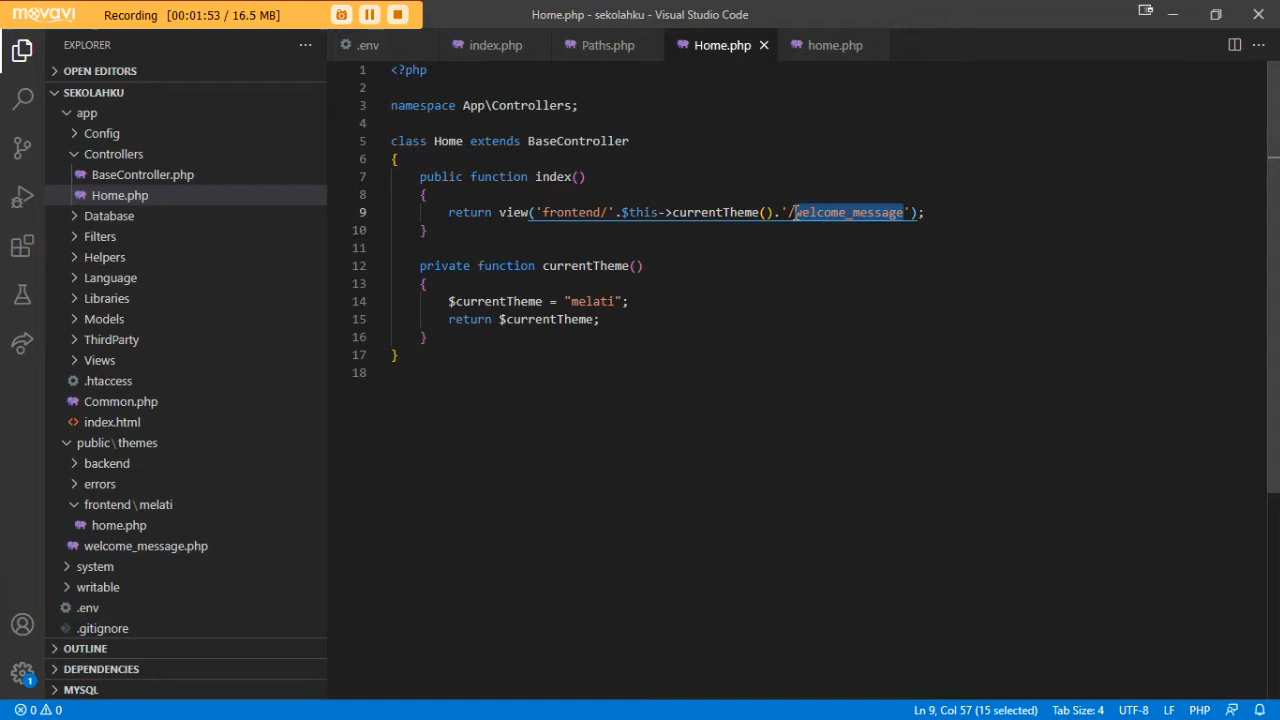 movavi
Recording [00:01:53 / 16.5 MB]
Home.php - sekolahku - Visual Studio Code
EXPLORER
OPEN EDITORS
SEKOLAHKU
app
Config
Controllers
BaseController.php
Home.php
Database
Filters
Helpers
Language
Libraries
Models
ThirdParty
Views
.htaccess
Common.php
index.html
public\themes
backend
errors
frontend\melati
home.php
welcome_message.php
system
writable
.env
.gitignore
OUTLINE
DEPENDENCIES
MYSQL
.env
index.php
Paths.php
Home.php
home.php
1 <?php
2
3 namespace App\Controllers;
4
5 class Home extends BaseController
6 {
7 public function index()
8 {
9 return view('frontend/'.$this->currentTheme().'/welcome_message');
10 }
11
12 private function currentTheme()
13 {
14 $currentTheme = "melati";
15 return $currentTheme;
16 }
17 }
18
1
0 0
Ln 9, Col 57 (15 selected) Tab Size: 4 UTF-8 LF PHP